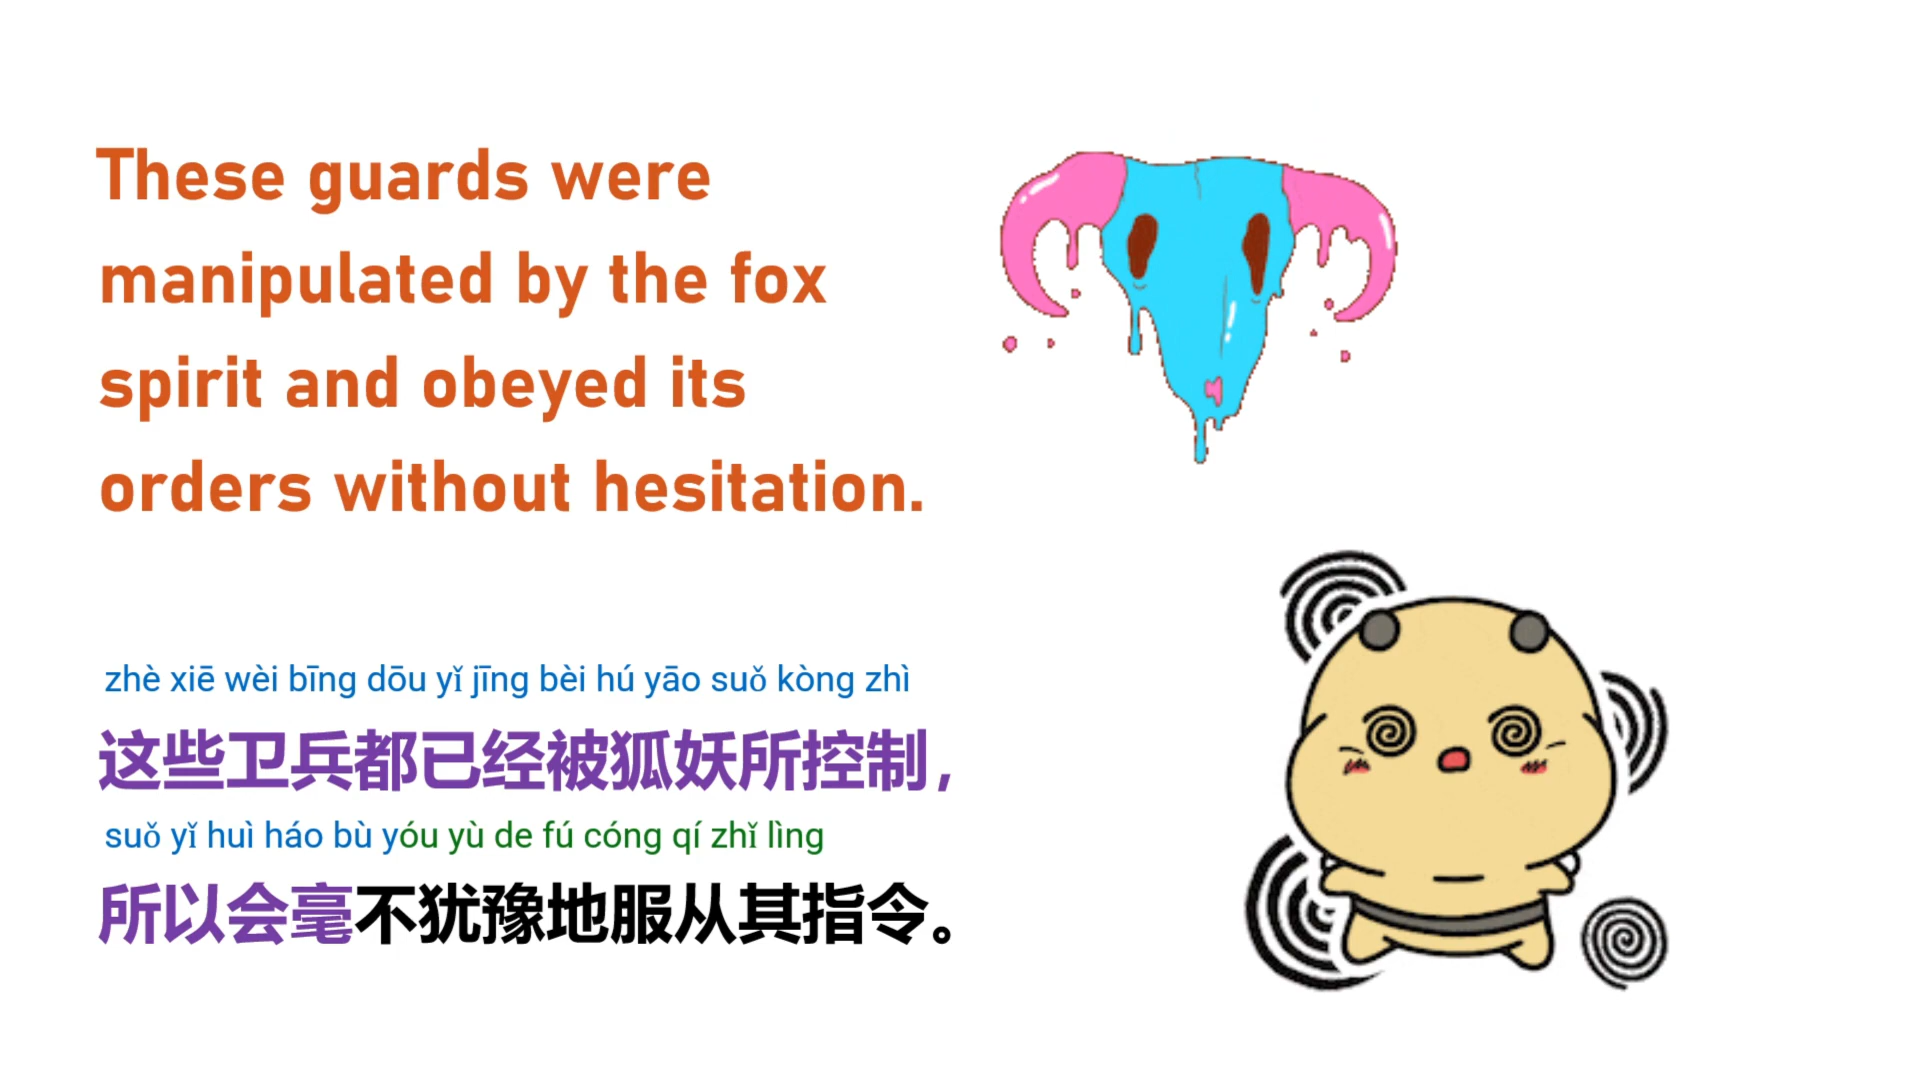 These guards were
manipulated by the fox
spirit and obeyed its
orders without hesitation.
zhè xiē wèi bīng dōu yǐ jīng bèi hú yāo suǒ kòng zhì
这些卫兵都已经被狐妖所控制，
suǒ yǐ huì háo bù yóu yù de fú cóng qí zhǐ lìng
所以会毫不犹豫地服从其指令。